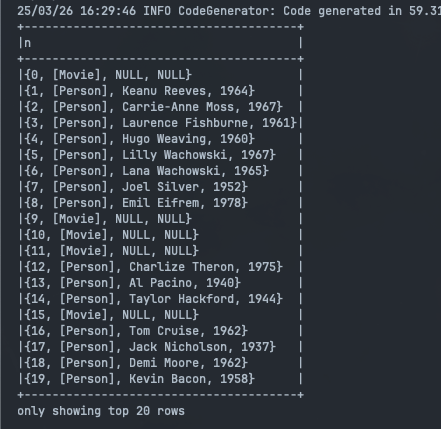 25/03/26 16:29:46 INFO CodeGenerator: Code generated in 59.31
+--------------------------------------+
|n                                     |
+--------------------------------------+
|{0, [Movie], NULL, NULL}              |
|{1, [Person], Keanu Reeves, 1964}     |
|{2, [Person], Carrie-Anne Moss, 1967} |
|{3, [Person], Laurence Fishburne, 1961}|
|{4, [Person], Hugo Weaving, 1960}     |
|{5, [Person], Lilly Wachowski, 1967}  |
|{6, [Person], Lana Wachowski, 1965}   |
|{7, [Person], Joel Silver, 1952}      |
|{8, [Person], Emil Eifrem, 1978}      |
|{9, [Movie], NULL, NULL}              |
|{10, [Movie], NULL, NULL}             |
|{11, [Movie], NULL, NULL}             |
|{12, [Person], Charlize Theron, 1975} |
|{13, [Person], Al Pacino, 1940}       |
|{14, [Person], Taylor Hackford, 1944} |
|{15, [Movie], NULL, NULL}             |
|{16, [Person], Tom Cruise, 1962}      |
|{17, [Person], Jack Nicholson, 1937}  |
|{18, [Person], Demi Moore, 1962}      |
|{19, [Person], Kevin Bacon, 1958}     |
+--------------------------------------+
only showing top 20 rows